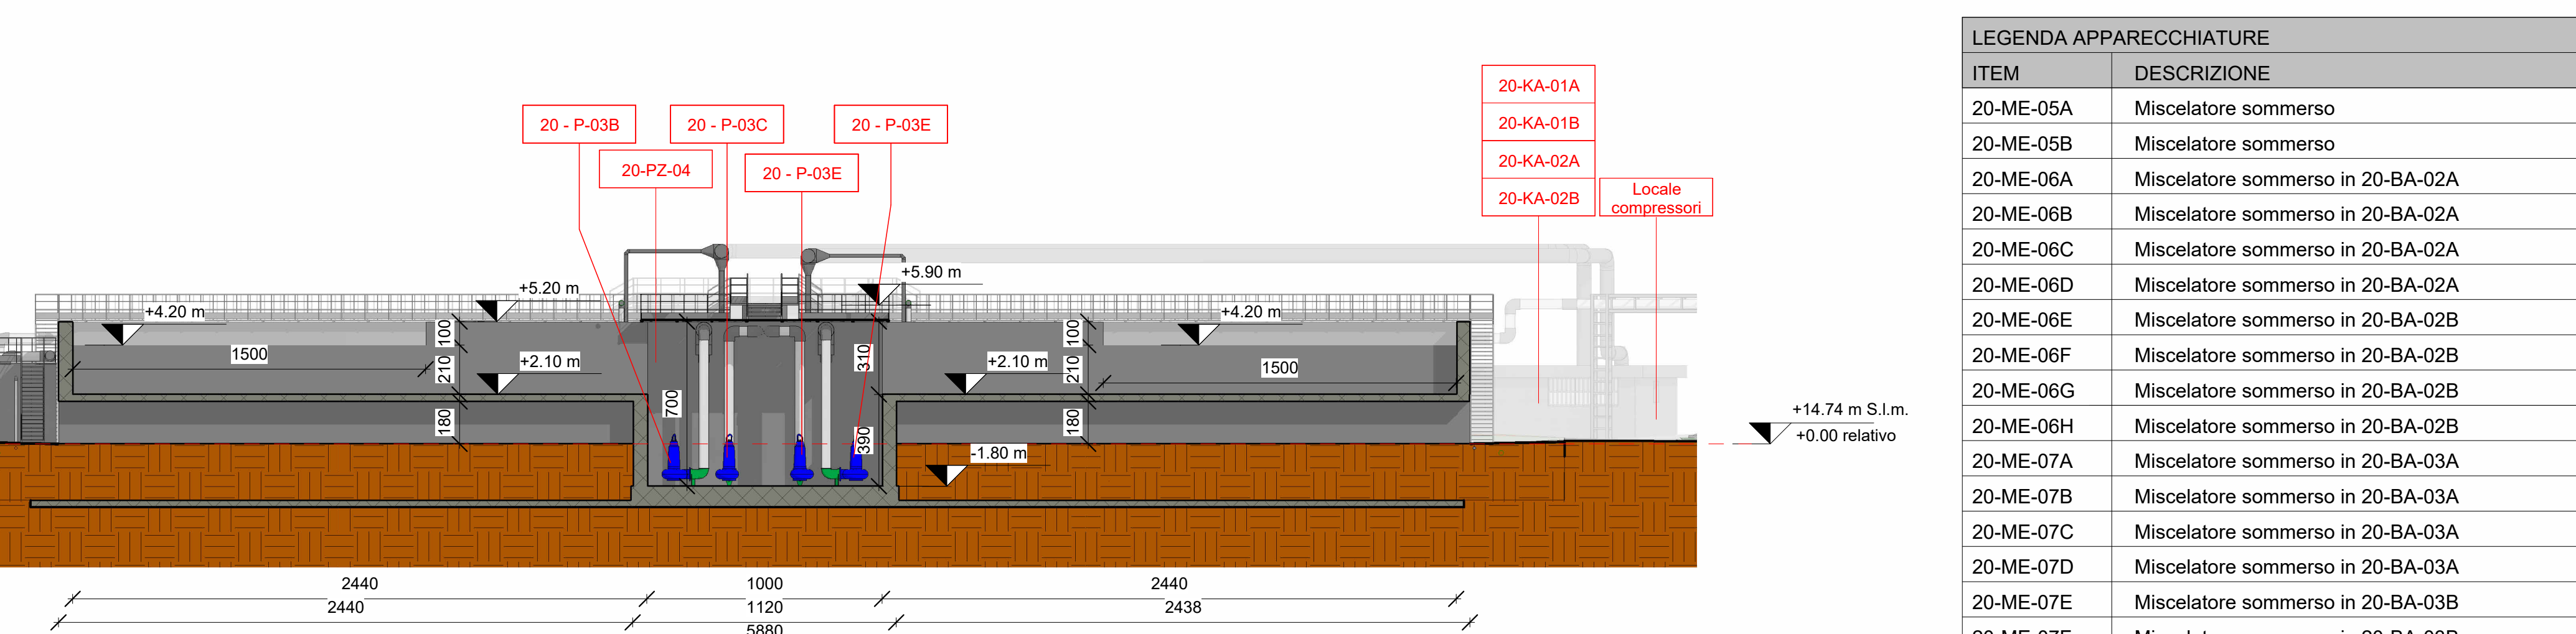 20-KA-01A
20 - P-03B
20 - P-03C
20 - P-03E
20-KA-01B
20-PZ-04
20 - P-03E
20-KA-02A
20-KA-02B
Locale
compressori
+5.90 m
+5.20 m
+4.20 m
+4.20 m
100
100
1500
310
1500
210
+2.10 m
+2.10 m
210
700
180
180
390
+14.74 m S.l.m.
+0.00 relativo
-1.80 m
2440
1000
2440
2440
1120
2438
5880
LEGENDA APPARECCHIATURE
ITEM DESCRIZIONE
20-ME-05A Miscelatore sommerso
20-ME-05B Miscelatore sommerso
20-ME-06A Miscelatore sommerso in 20-BA-02A
20-ME-06B Miscelatore sommerso in 20-BA-02A
20-ME-06C Miscelatore sommerso in 20-BA-02A
20-ME-06D Miscelatore sommerso in 20-BA-02A
20-ME-06E Miscelatore sommerso in 20-BA-02B
20-ME-06F Miscelatore sommerso in 20-BA-02B
20-ME-06G Miscelatore sommerso in 20-BA-02B
20-ME-06H Miscelatore sommerso in 20-BA-02B
20-ME-07A Miscelatore sommerso in 20-BA-03A
20-ME-07B Miscelatore sommerso in 20-BA-03A
20-ME-07C Miscelatore sommerso in 20-BA-03A
20-ME-07D Miscelatore sommerso in 20-BA-03A
20-ME-07E Miscelatore sommerso in 20-BA-03B